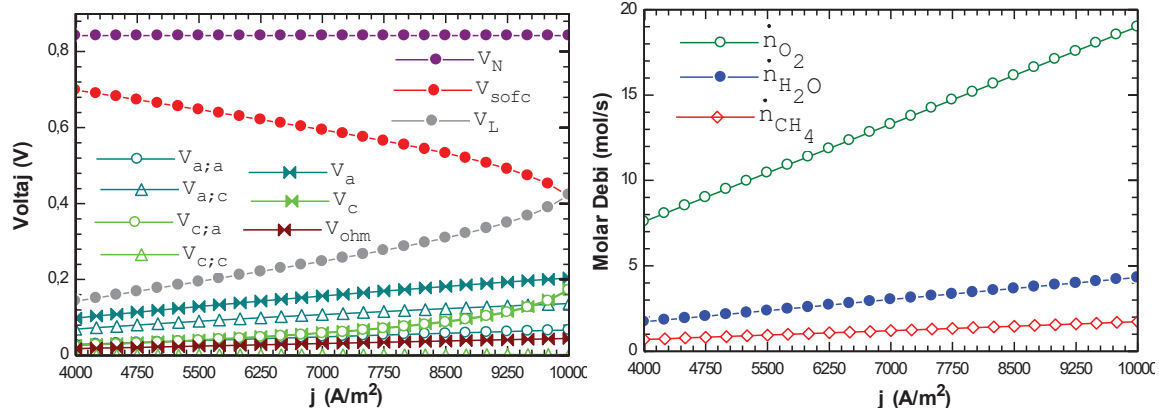 0,8
0,6
0,4
0,2
0
Voltaj (V)
V_N
V_sofc
V_L
V_a;a
V_a;c
V_c;a
V_c;c
V_a
V_c
V_ohm
4000 4750 5500 6250 7000 7750 8500 9250 10000
j (A/m²)
20
15
10
5
0
Molar Debi (mol/s)
ṅ_O₂
ṅ_H₂O
ṅ_CH₄
4000 4750 5500 6250 7000 7750 8500 9250 10000
j (A/m²)